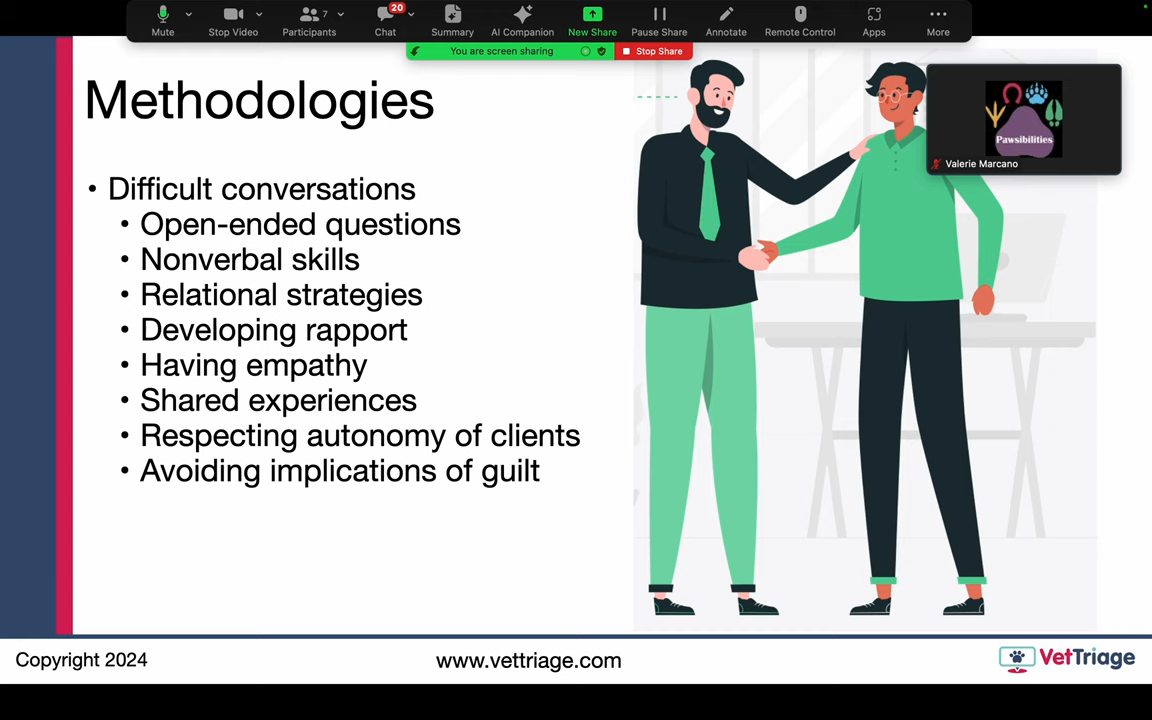 Mute
Stop Video
Participants
7
Chat
20
Summary
AI Companion
New Share
Pause Share
Annotate
Remote Control
Apps
More
You are screen sharing
Stop Share
Methodologies
Pawsibilities
Valerie Marcano
• Difficult conversations
• Open-ended questions
• Nonverbal skills
• Relational strategies
• Developing rapport
• Having empathy
• Shared experiences
• Respecting autonomy of clients
• Avoiding implications of guilt
Copyright 2024
www.vettriage.com
VetTriage